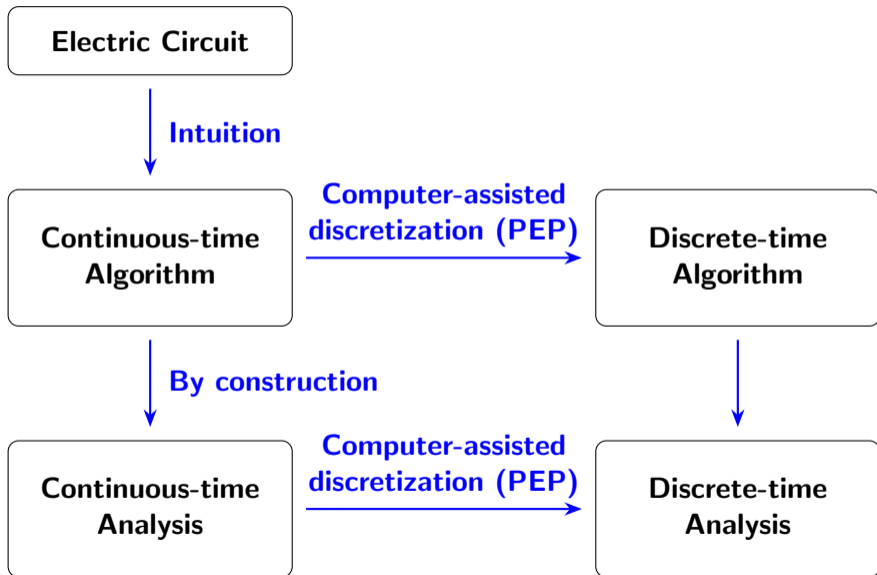 Electric Circuit
Intuition
Computer-assisted
discretization (PEP)
Continuous-time
Algorithm
Discrete-time
Algorithm
By construction
Computer-assisted
discretization (PEP)
Continuous-time
Analysis
Discrete-time
Analysis